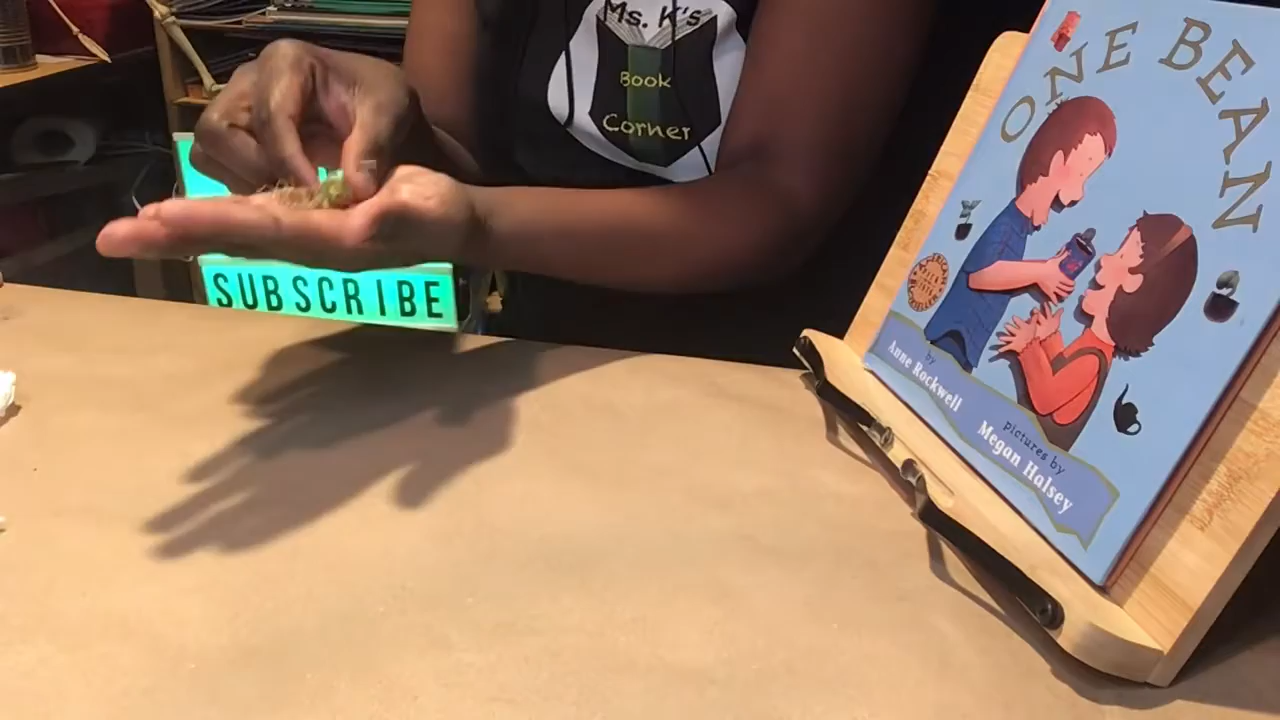 Ms. K's
Book
Corner
SUBSCRIBE
ONE BEAN
by
Anne Rockwell
pictures by
Megan Halsey